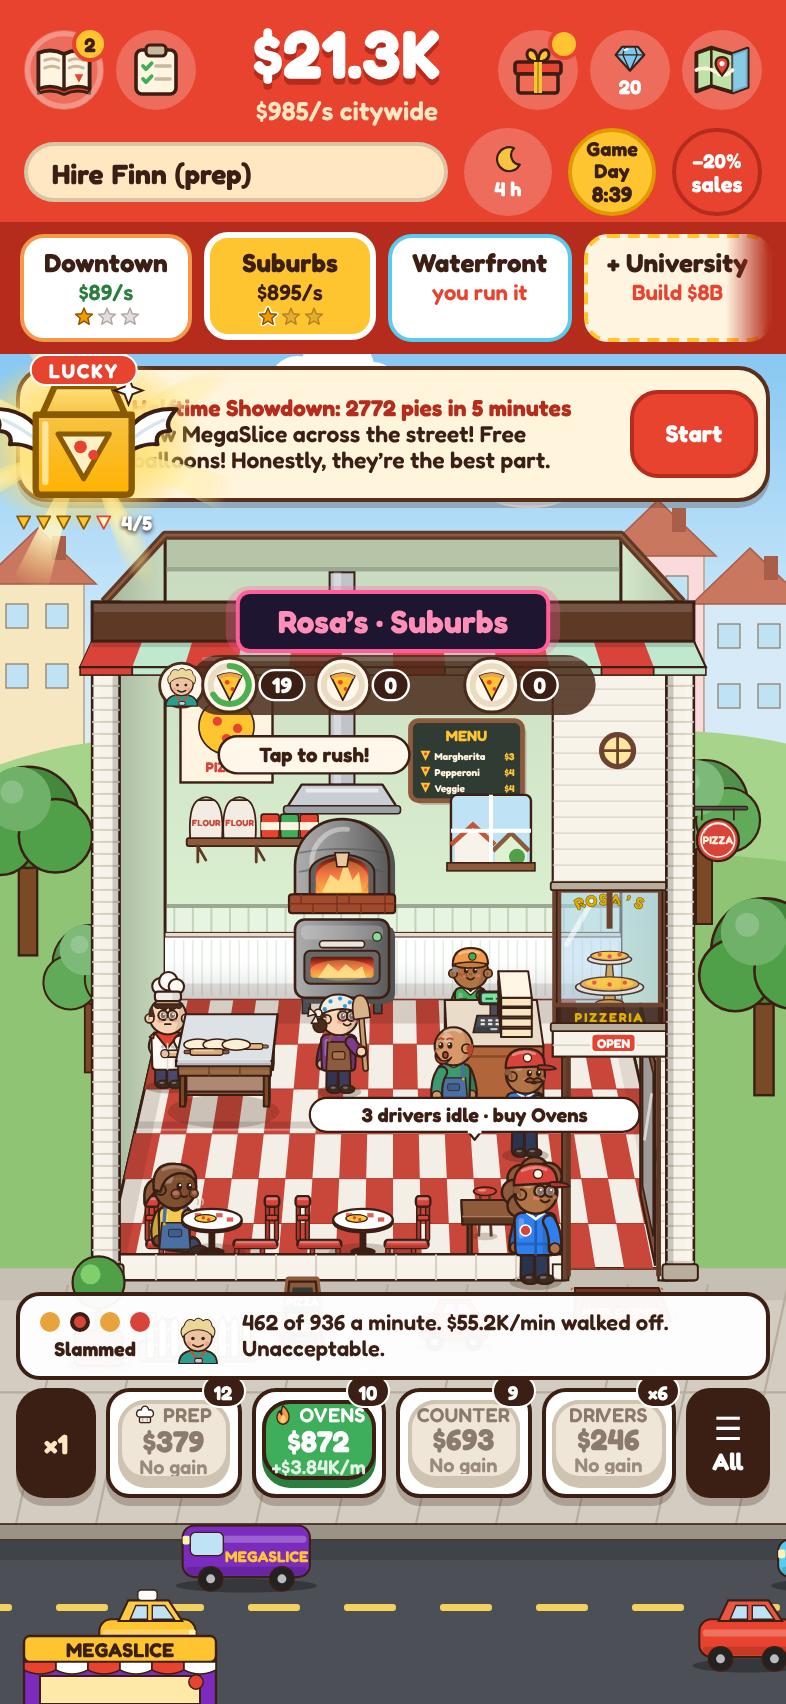 2
$21.3K
$985/s citywide
20
Hire Finn (prep)
4 h
Game
Day
8:39
−20%
sales
Downtown
$89/s
Suburbs
$895/s
Waterfront
you run it
+ University
Build $8B
LUCKY
time Showdown: 2772 pies in 5 minutes
MegaSlice across the street! Free
balloons! Honestly, they're the best part.
Start
4/5
Rosa's · Suburbs
19
0
0
Tap to rush!
MENU
Margherita $3
Pepperoni $4
Veggie $4
FLOUR FLOUR
PIZZA
ROSA'S
PIZZERIA
OPEN
3 drivers idle · buy Ovens
462 of 936 a minute. $55.2K/min walked off.
Unacceptable.
Slammed
x1
12
PREP
$379
No gain
10
OVENS
$872
+$3.84K/m
9
COUNTER
$693
No gain
x6
DRIVERS
$246
No gain
All
MEGASLICE
MEGASLICE